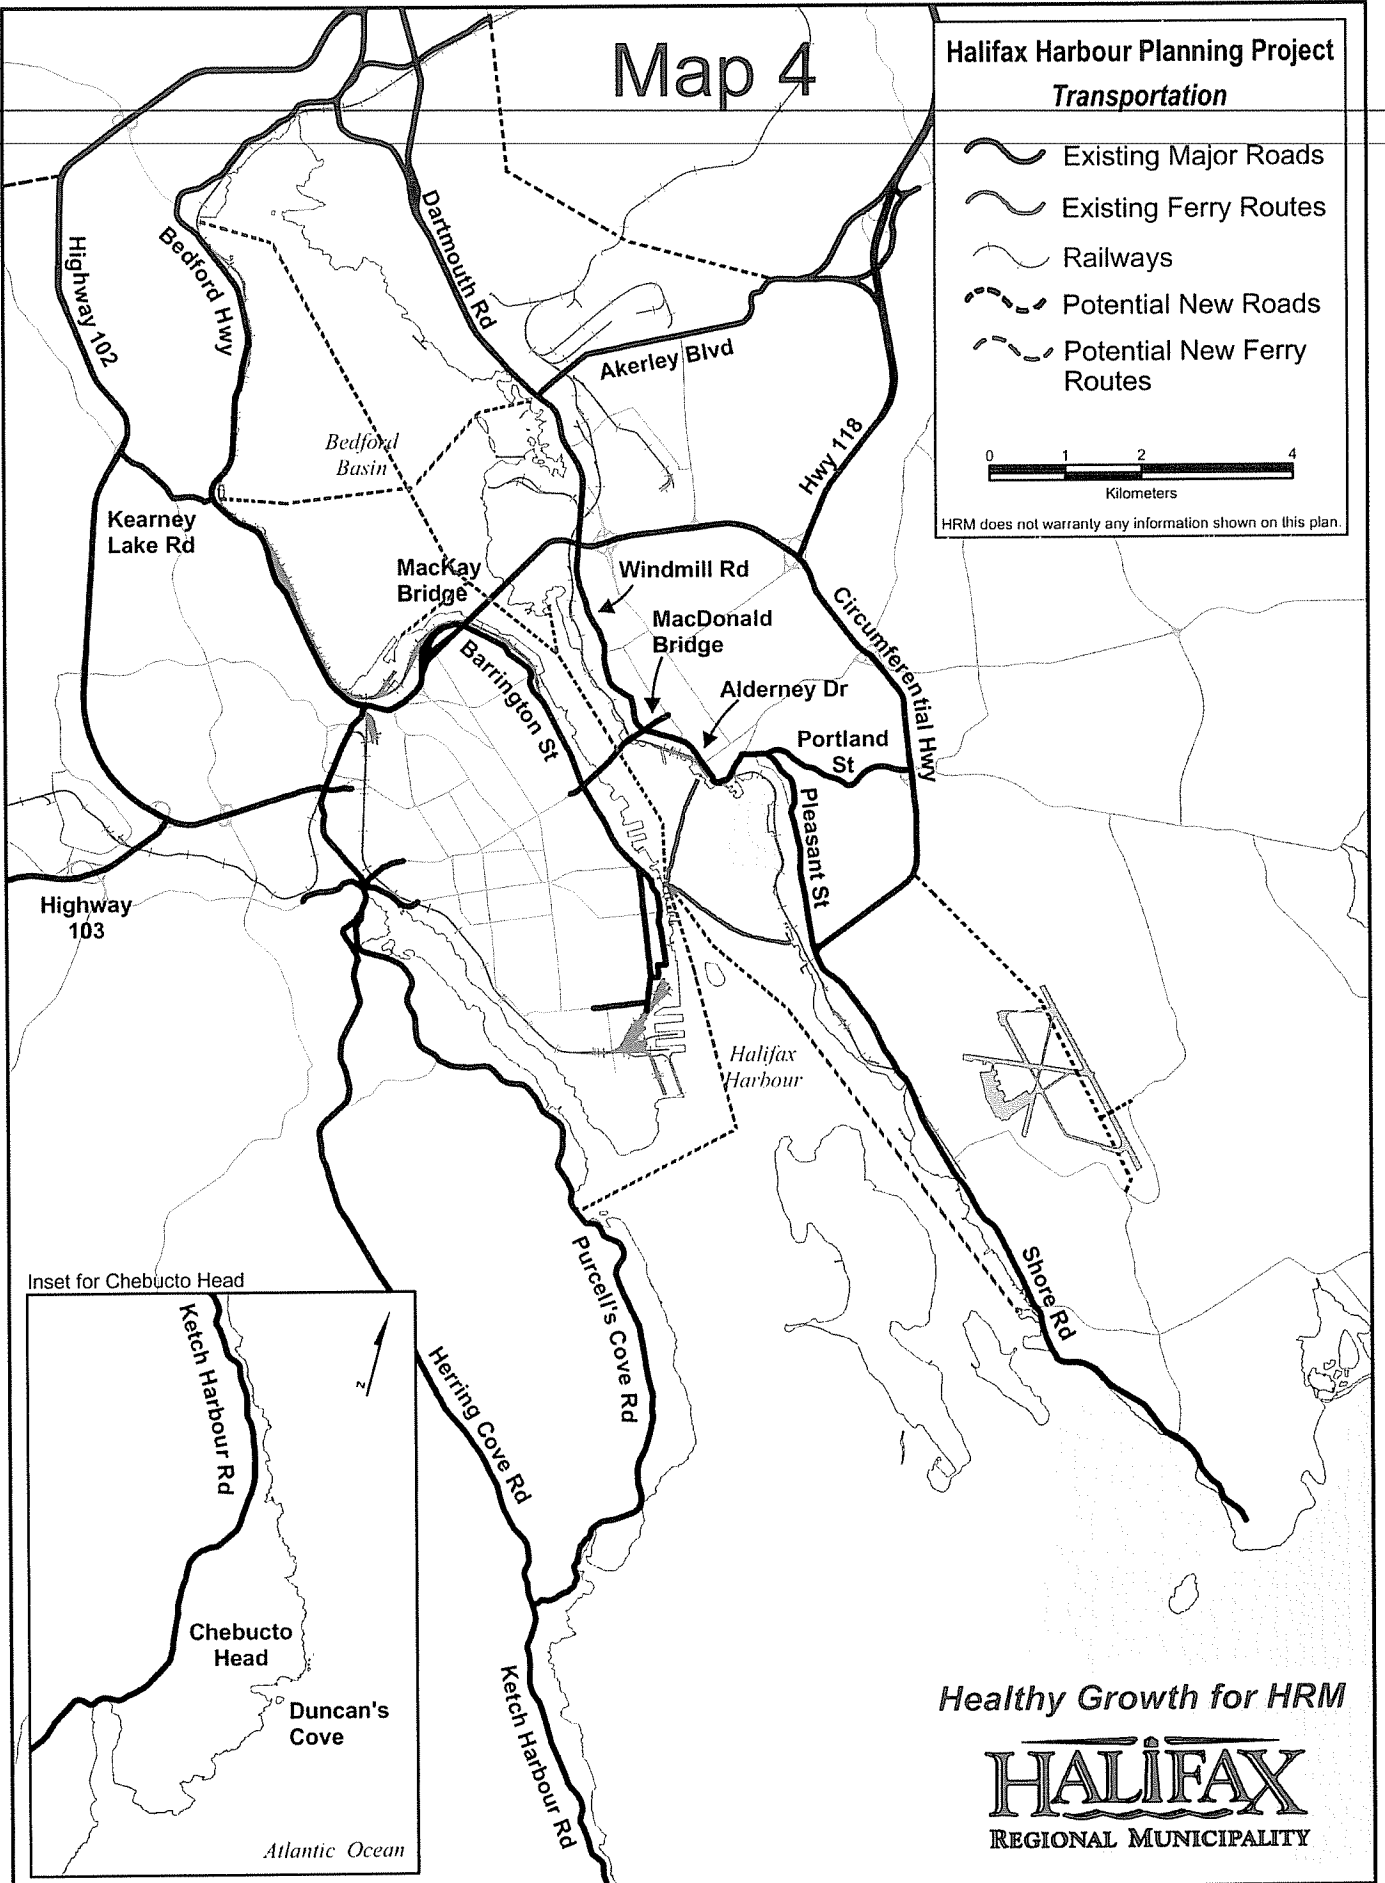 Map 4
Halifax Harbour Planning Project
Transportation
Existing Major Roads
Existing Ferry Routes
Railways
Potential New Roads
Potential New Ferry
Routes
0 1 2 4
Kilometers
HRM does not warranty any information shown on this plan.
Highway 102
Bedford Hwy
Dartmouth Rd
Akerley Blvd
Hwy 118
Bedford
Basin
Kearney
Lake Rd
MacKay
Bridge
Windmill Rd
MacDonald
Bridge
Circumferential Hwy
Barrington St
Alderney Dr
Portland
St
Pleasant St
Highway
103
Halifax
Harbour
Purcell's Cove Rd
Shore Rd
Herring Cove Rd
Ketch Harbour Rd
Inset for Chebucto Head
Ketch Harbour Rd
N
Chebucto
Head
Duncan's
Cove
Atlantic Ocean
Healthy Growth for HRM
HALIFAX
REGIONAL MUNICIPALITY